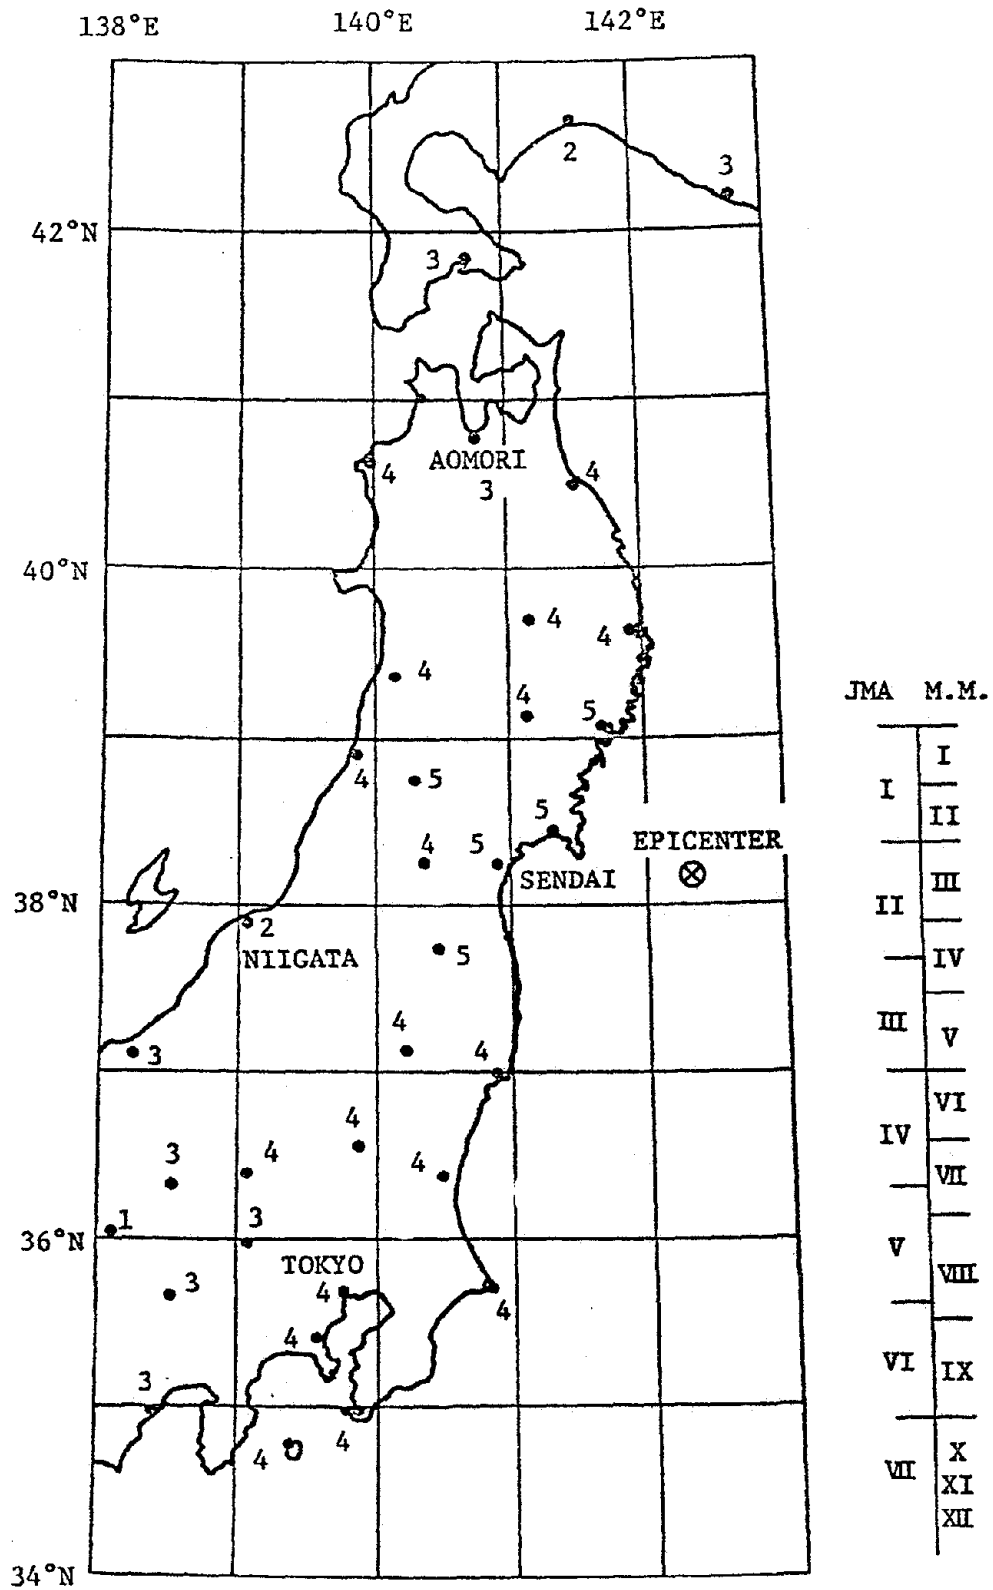 138°E 140°E 142°E
2
3
42°N
3
4
AOMORI
4
3
40°N
4
4
4
4
5
4
5
5
4
5
EPICENTER
SENDAI
38°N
2
NIIGATA
5
4
4
3
4
3
4
4
1
3
36°N
TOKYO
3
4
4
4
3
4
4
34°N
JMA M.M.
I
I
II
III
II
IV
III
V
VI
IV
VII
V
VIII
VI
IX
X
VII
XI
XII